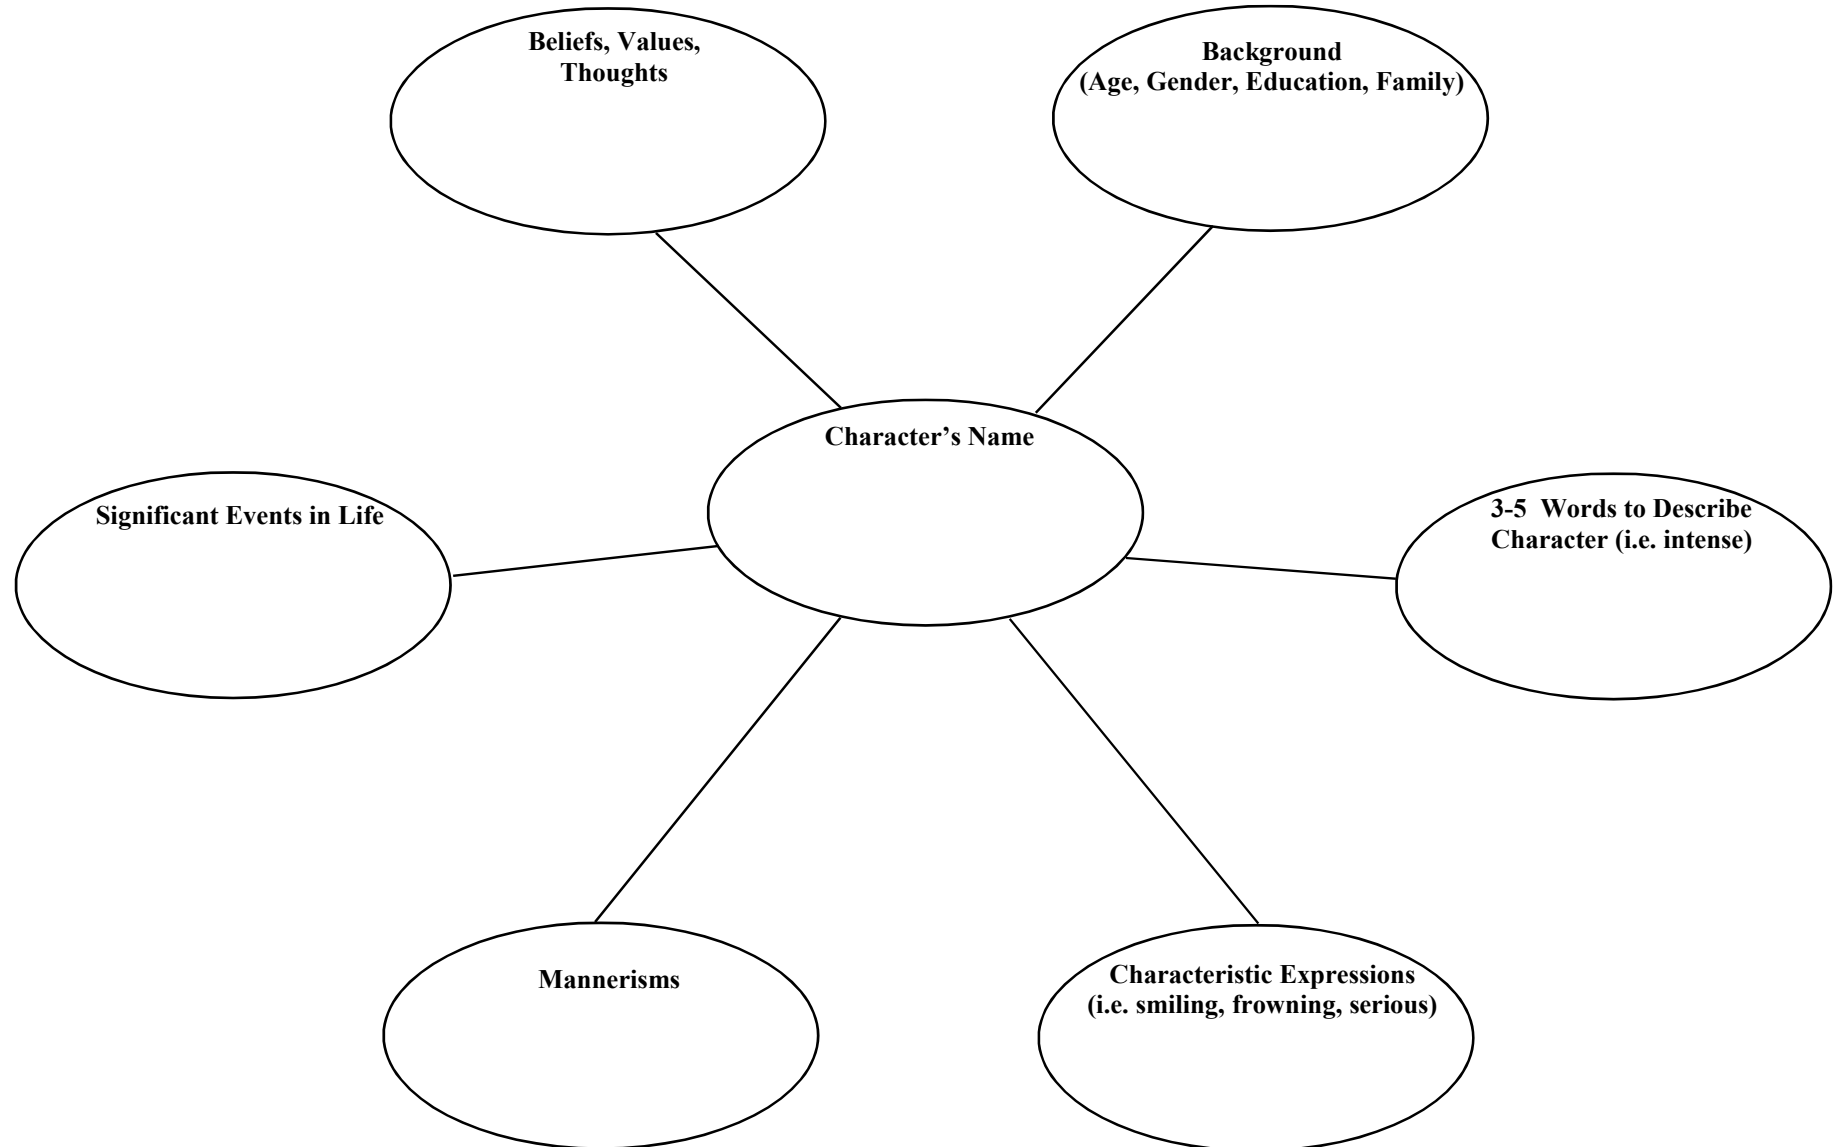 Beliefs, Values,
Thoughts
Background
(Age, Gender, Education, Family)
Character’s Name
Significant Events in Life
3-5  Words to Describe
Character (i.e. intense)
Mannerisms
Characteristic Expressions
(i.e. smiling, frowning, serious)